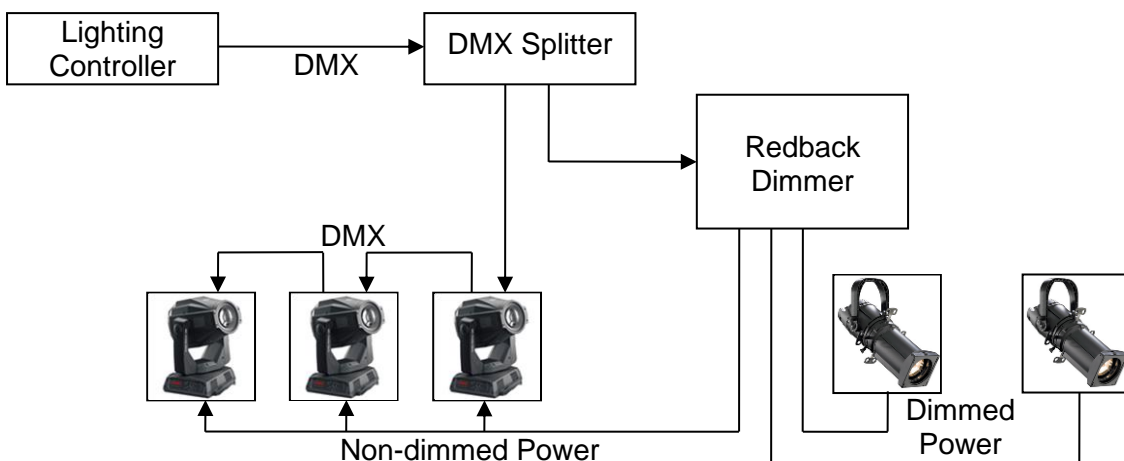 Lighting
Controller
DMX
DMX Splitter
Redback
Dimmer
DMX
Dimmed
Power
Non-dimmed Power